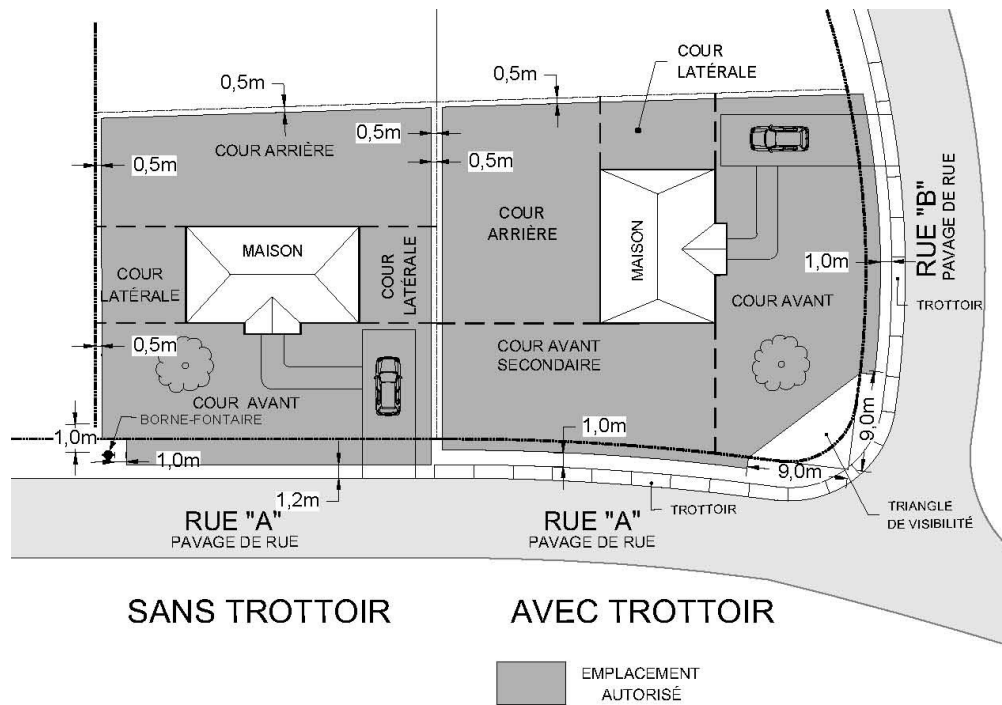 COUR
LATÉRALE
0,5m
0,5m
0,5m
COUR ARRIÈRE
0,5m
0,5m
COUR
ARRIÈRE
MAISON
MAISON
COUR
LATÉRALE
COUR
LATÉRALE
RUE "B"
PAVAGE DE RUE
1,0m
COUR AVANT
TROTTOIR
0,5m
COUR AVANT
SECONDAIRE
COUR AVANT
BORNE-FONTAIRE
1,0m
1,0m
1,2m
1,0m
9,0m
9,0m
TROTTOIR
TRIANGLE
DE VISIBILITÉ
RUE "A"
PAVAGE DE RUE
RUE "A"
PAVAGE DE RUE
SANS TROTTOIR
AVEC TROTTOIR
EMPLACEMENT
AUTORISÉ